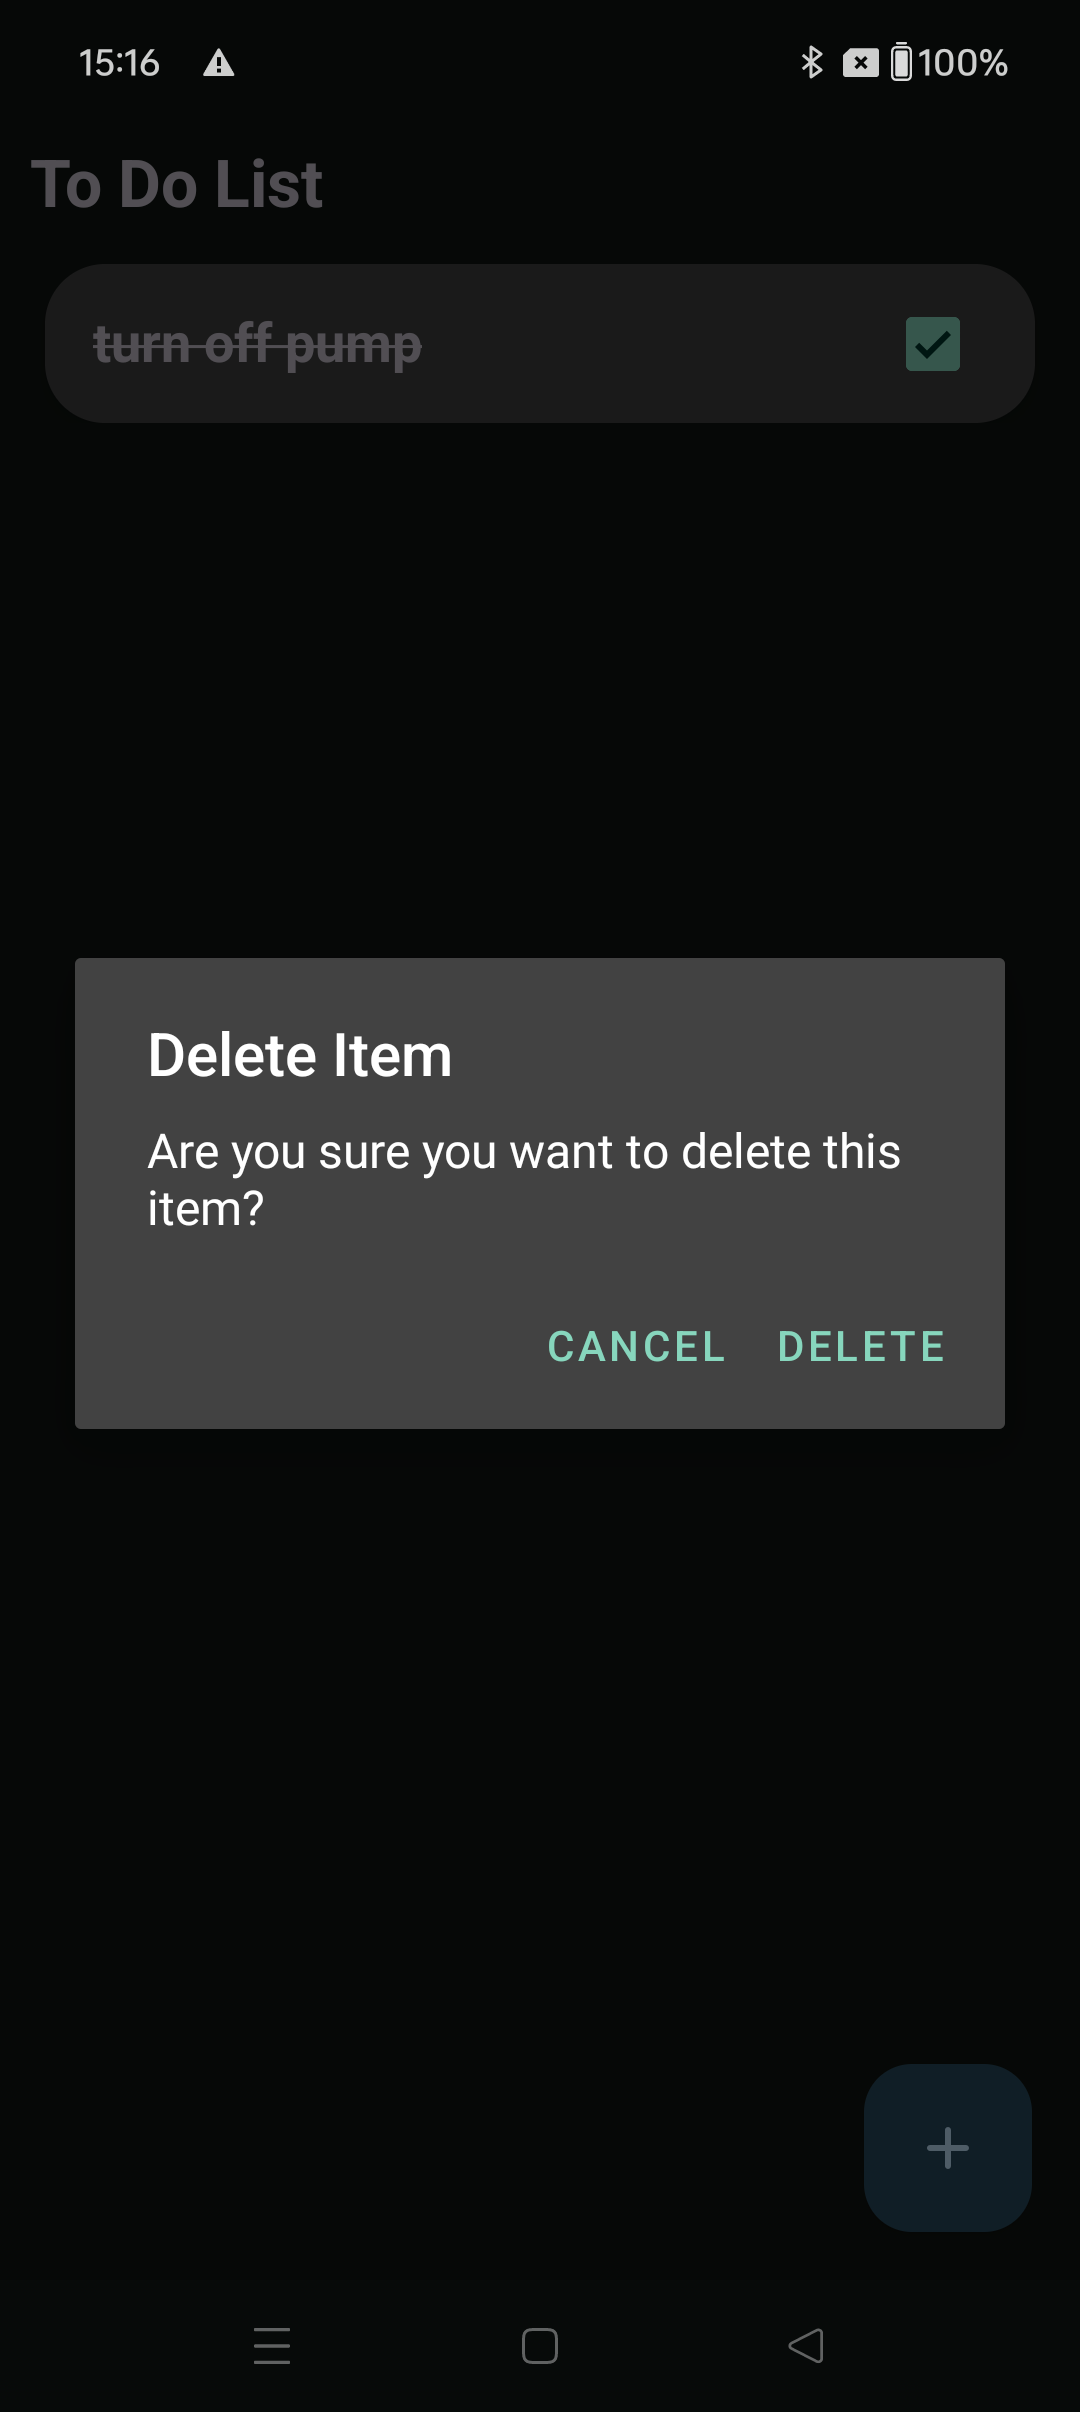 15:16
100%
To Do List
turn off pump
Delete Item
Are you sure you want to delete this
item?
CANCEL DELETE